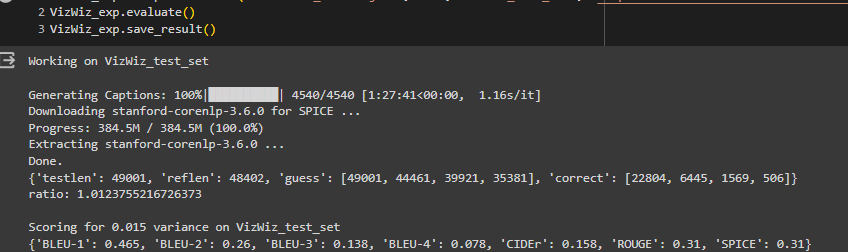 2 VizWiz_exp.evaluate()
3 VizWiz_exp.save_result()
Working on VizWiz_test_set
Generating Captions: 100%|██████████| 4540/4540 [1:27:41<00:00, 1.16s/it]
Downloading stanford-corenlp-3.6.0 for SPICE ...
Progress: 384.5M / 384.5M (100.0%)
Extracting stanford-corenlp-3.6.0 ...
Done.
{'testlen': 49001, 'reflen': 48402, 'guess': [49001, 44461, 39921, 35381], 'correct': [22804, 6445, 1569, 506]}
ratio: 1.0123755216726373
Scoring for 0.015 variance on VizWiz_test_set
{'BLEU-1': 0.465, 'BLEU-2': 0.26, 'BLEU-3': 0.138, 'BLEU-4': 0.078, 'CIDEr': 0.158, 'ROUGE': 0.31, 'SPICE': 0.31}